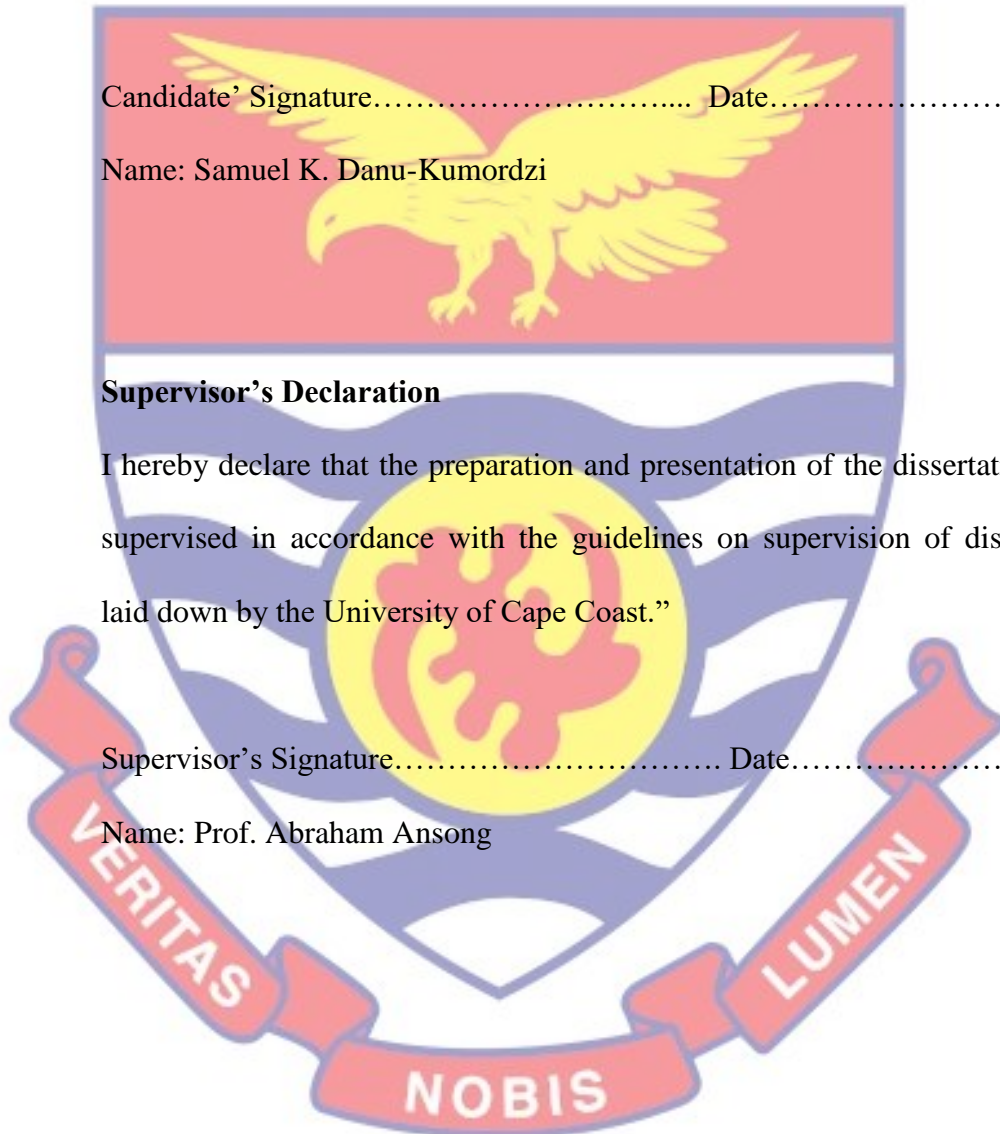 Candidate’ Signature………………………….... Date…………………
Name: Samuel K. Danu-Kumordzi
Supervisor’s Declaration
I hereby declare that the preparation and presentation of the dissertat
supervised in accordance with the guidelines on supervision of dis
laid down by the University of Cape Coast.”
Supervisor’s Signature…………………………. Date…………………
Name: Prof. Abraham Ansong
VERITAS
NOBIS
LUMEN